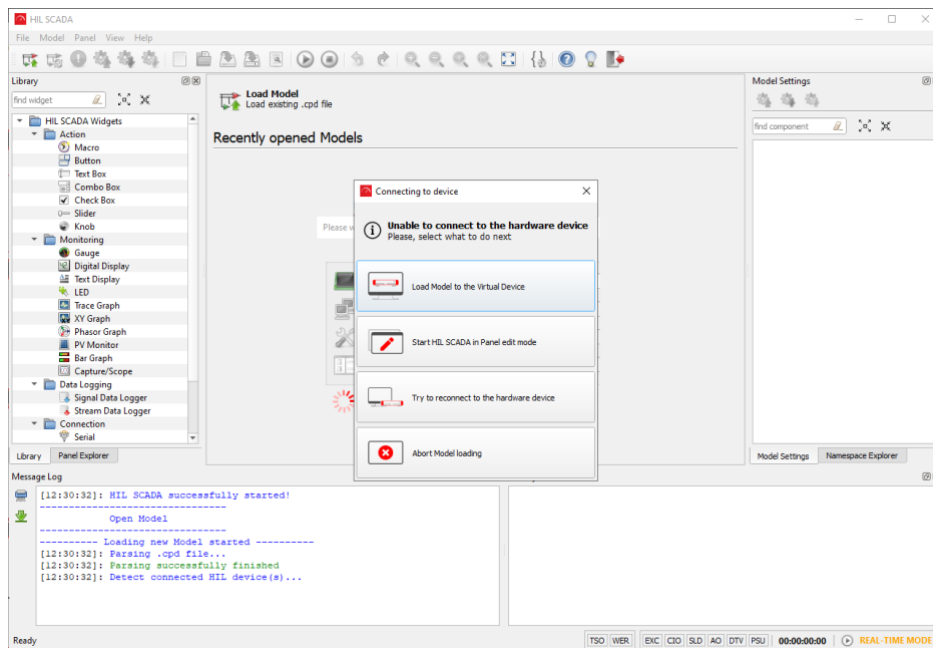 HIL SCADA
File Model Panel View Help
Library
find widget
HIL SCADA Widgets
Action
Macro
Button
Text Box
Combo Box
Check Box
Slider
Knob
Monitoring
Gauge
Digital Display
Text Display
LED
Trace Graph
XY Graph
Phasor Graph
PV Monitor
Bar Graph
Capture/Scope
Data Logging
Signal Data Logger
Stream Data Logger
Connection
Serial
Library Panel Explorer
Load Model
Load existing .cpd file
Recently opened Models
Please
Connecting to device
Unable to connect to the hardware device
Please, select what to do next
Load Model to the Virtual Device
Start HIL SCADA in Panel edit mode
Try to reconnect to the hardware device
Abort Model loading
Model Settings
find component
Model Settings Namespace Explorer
Message Log
[12:30:32]: HIL SCADA successfully started!
--------------------------------
Open Model
--------------------------------
---------- Loading new Model started ----------
[12:30:32]: Parsing .cpd file...
[12:30:32]: Parsing successfully finished
[12:30:32]: Detect connected HIL device(s)...
Ready
TSO WER EXC CIO SLD AO DTV PSU 00:00:00:00 REAL-TIME MODE